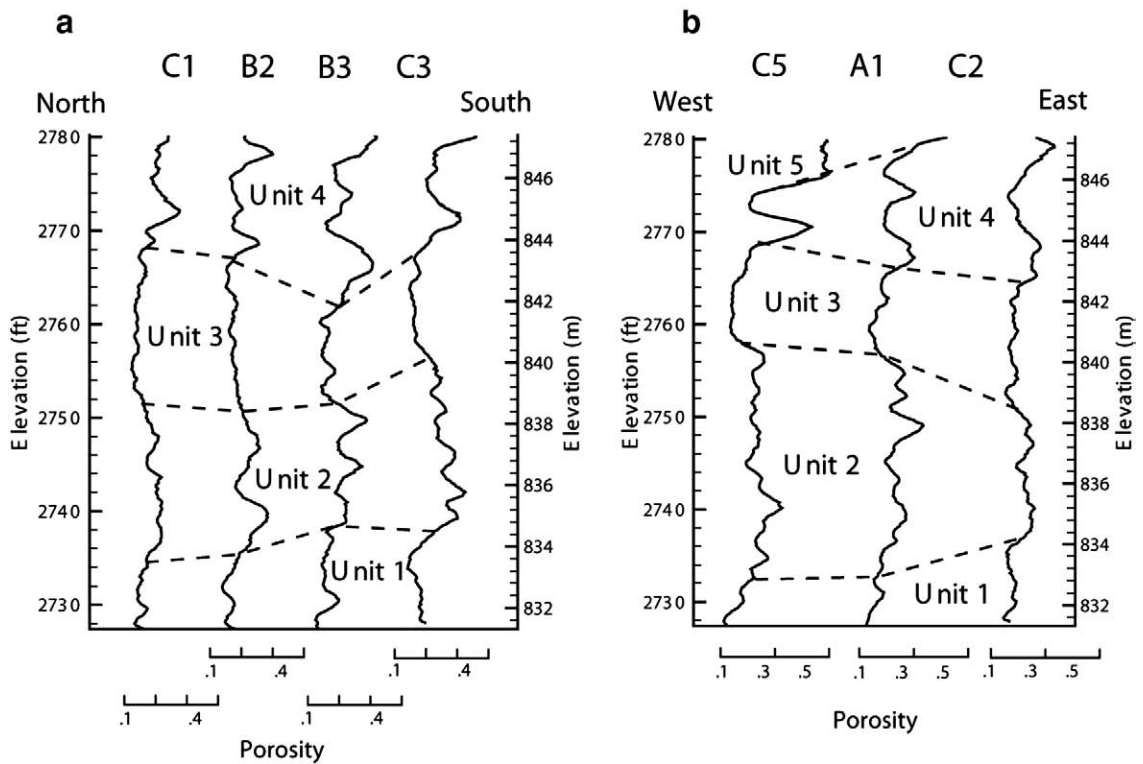 a
C1 B2 B3 C3
North South
2780
2770
2760
2750
2740
2730
Elevation (ft)
Unit 4
Unit 3
Unit 2
Unit 1
846
844
842
840
838
836
834
832
Elevation (m)
.1 .4 .1 .4
.1 .4 .1 .4
Porosity
b
C5 A1 C2
West East
2780
2770
2760
2750
2740
2730
Elevation (ft)
Unit 5
Unit 4
Unit 3
Unit 2
Unit 1
846
844
842
840
838
836
834
832
Elevation (m)
.1 .3 .5 .1 .3 .5 .1 .3 .5
Porosity